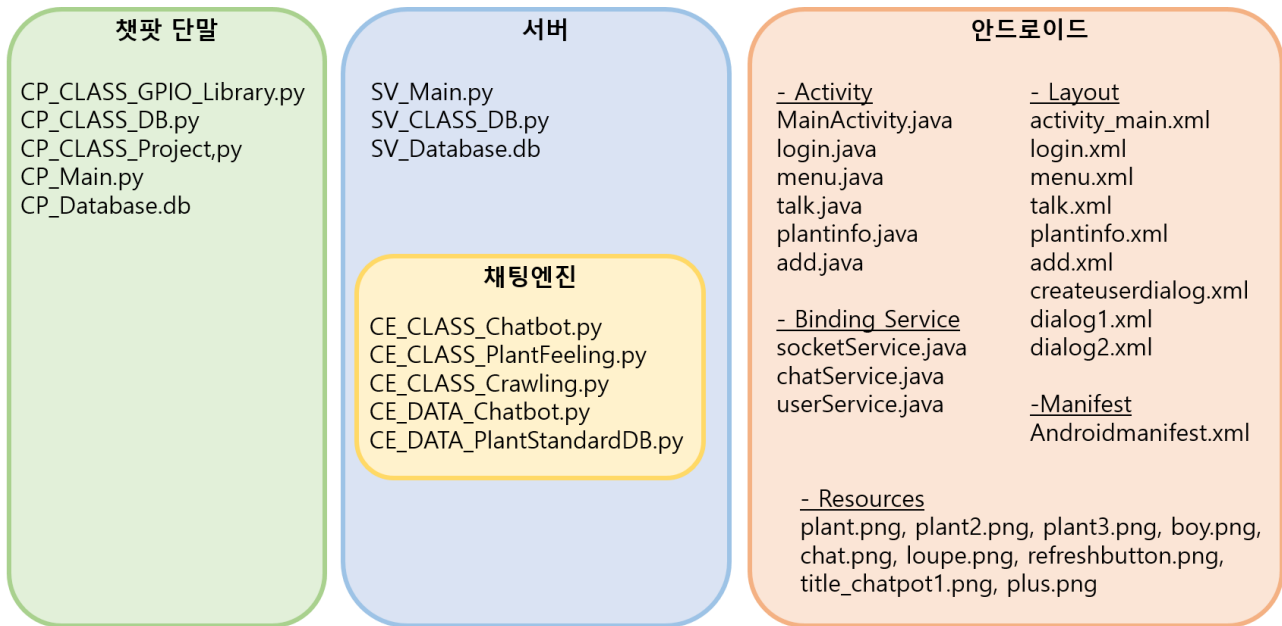 챗팟 단말
CP_CLASS_GPIO_Library.py
CP_CLASS_DB.py
CP_CLASS_Project,py
CP_Main.py
CP_Database.db
서버
SV_Main.py
SV_CLASS_DB.py
SV_Database.db
채팅엔진
CE_CLASS_Chatbot.py
CE_CLASS_PlantFeeling.py
CE_CLASS_Crawling.py
CE_DATA_Chatbot.py
CE_DATA_PlantStandardDB.py
안드로이드
- Activity
MainActivity.java
login.java
menu.java
talk.java
plantinfo.java
add.java
- Binding Service
socketService.java
chatService.java
userService.java
- Layout
activity_main.xml
login.xml
menu.xml
talk.xml
plantinfo.xml
add.xml
createuserdialog.xml
dialog1.xml
dialog2.xml
-Manifest
Androidmanifest.xml
- Resources
plant.png, plant2.png, plant3.png, boy.png,
chat.png, loupe.png, refreshbutton.png,
title_chatpot1.png, plus.png